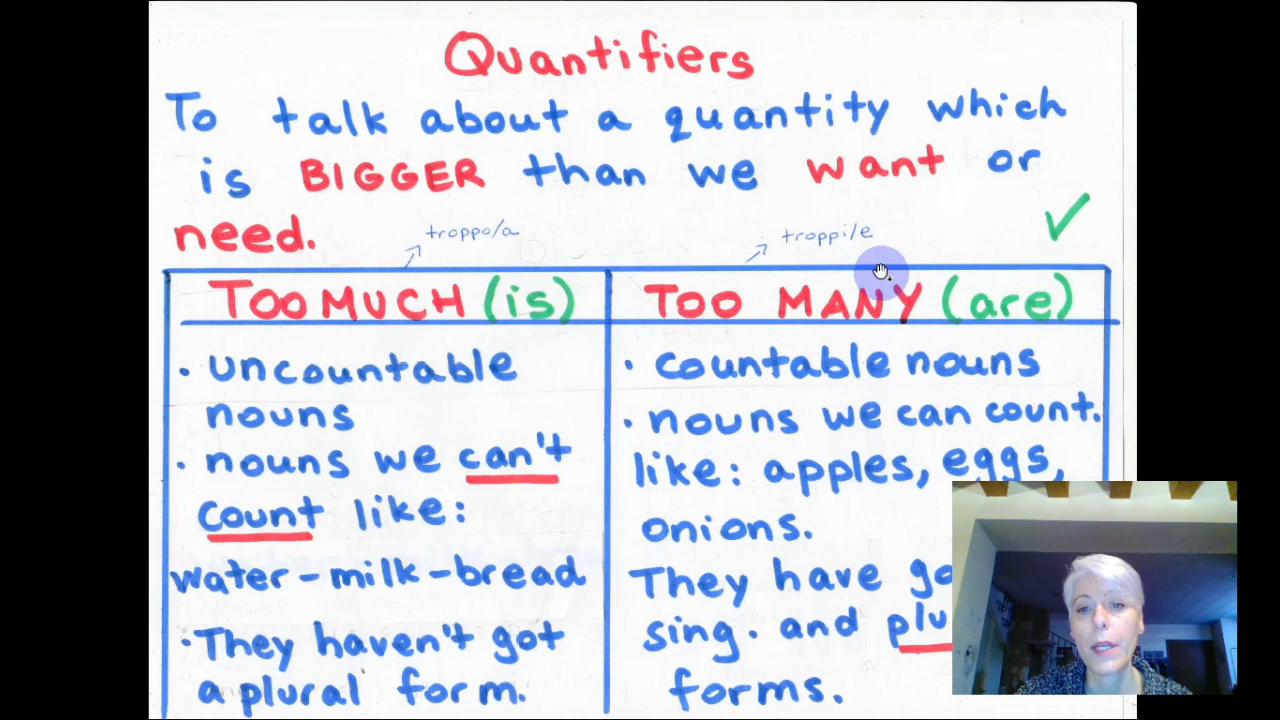 Quantifiers
To talk about a quantity which
is BIGGER than we want or
need.
troppo/a
troppi/e
TOO MUCH (is)
TOO MANY (are)
• uncountable
nouns
• nouns we can't
count like:
water-milk-bread
• They haven't got
a plural form.
• countable nouns
• nouns we can count.
like: apples, eggs,
onions.
They have
sing. and
forms.